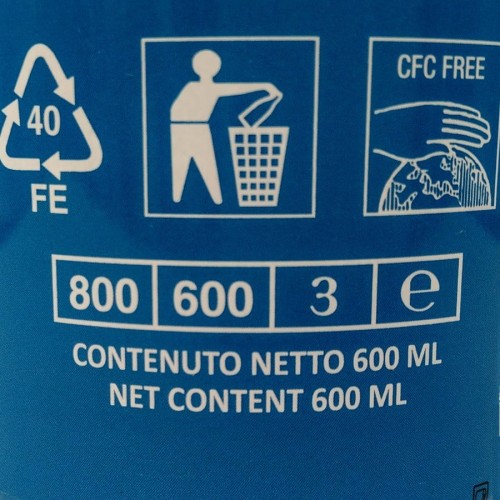 40
FE
CFC FREE
800 600 3 ℮
CONTENUTO NETTO 600 ML
NET CONTENT 600 ML